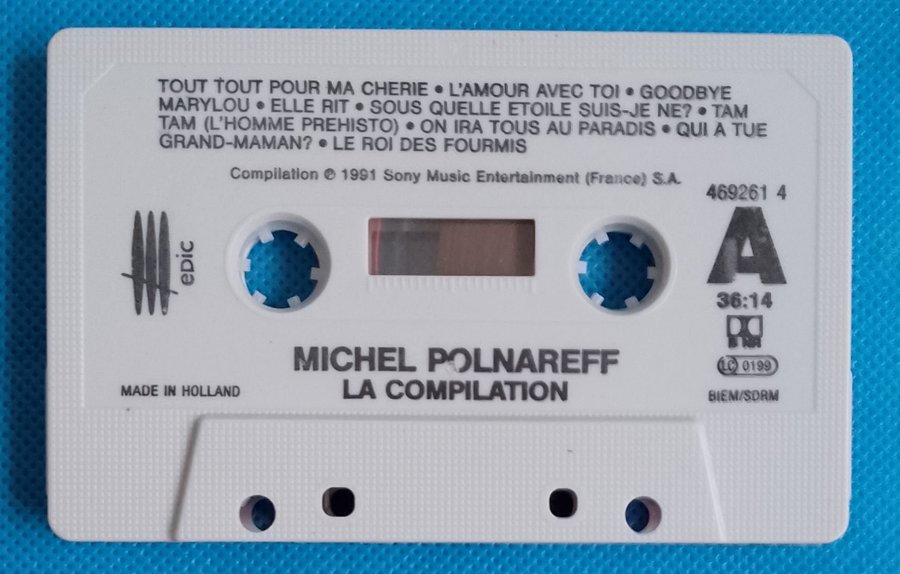 TOUT TOUT POUR MA CHERIE • L'AMOUR AVEC TOI • GOODBYE
MARYLOU • ELLE RIT • SOUS QUELLE ETOILE SUIS-JE NE? • TAM
TAM (L'HOMME PREHISTO) • ON IRA TOUS AU PARADIS • QUI A TUE
GRAND-MAMAN? • LE ROI DES FOURMIS
Compilation ℗ 1991 Sony Music Entertainment (France) S.A.
469261 4
A
epic
36:14
B NR
MICHEL POLNAREFF
LC 0199
LA COMPILATION
MADE IN HOLLAND
BIEM/SDRM